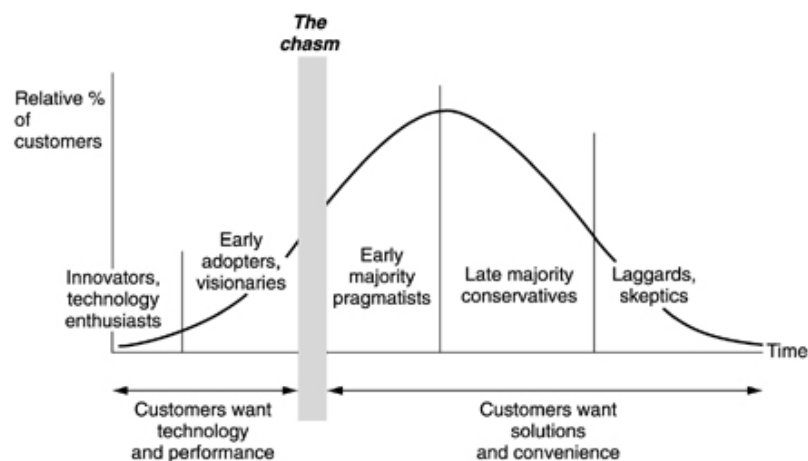 The
chasm
Relative %
of
customers
Innovators,
technology
enthusiasts
Early
adopters,
visionaries
Early
majority
pragmatists
Late majority
conservatives
Laggards,
skeptics
Time
Customers want
technology
and performance
Customers want
solutions
and convenience